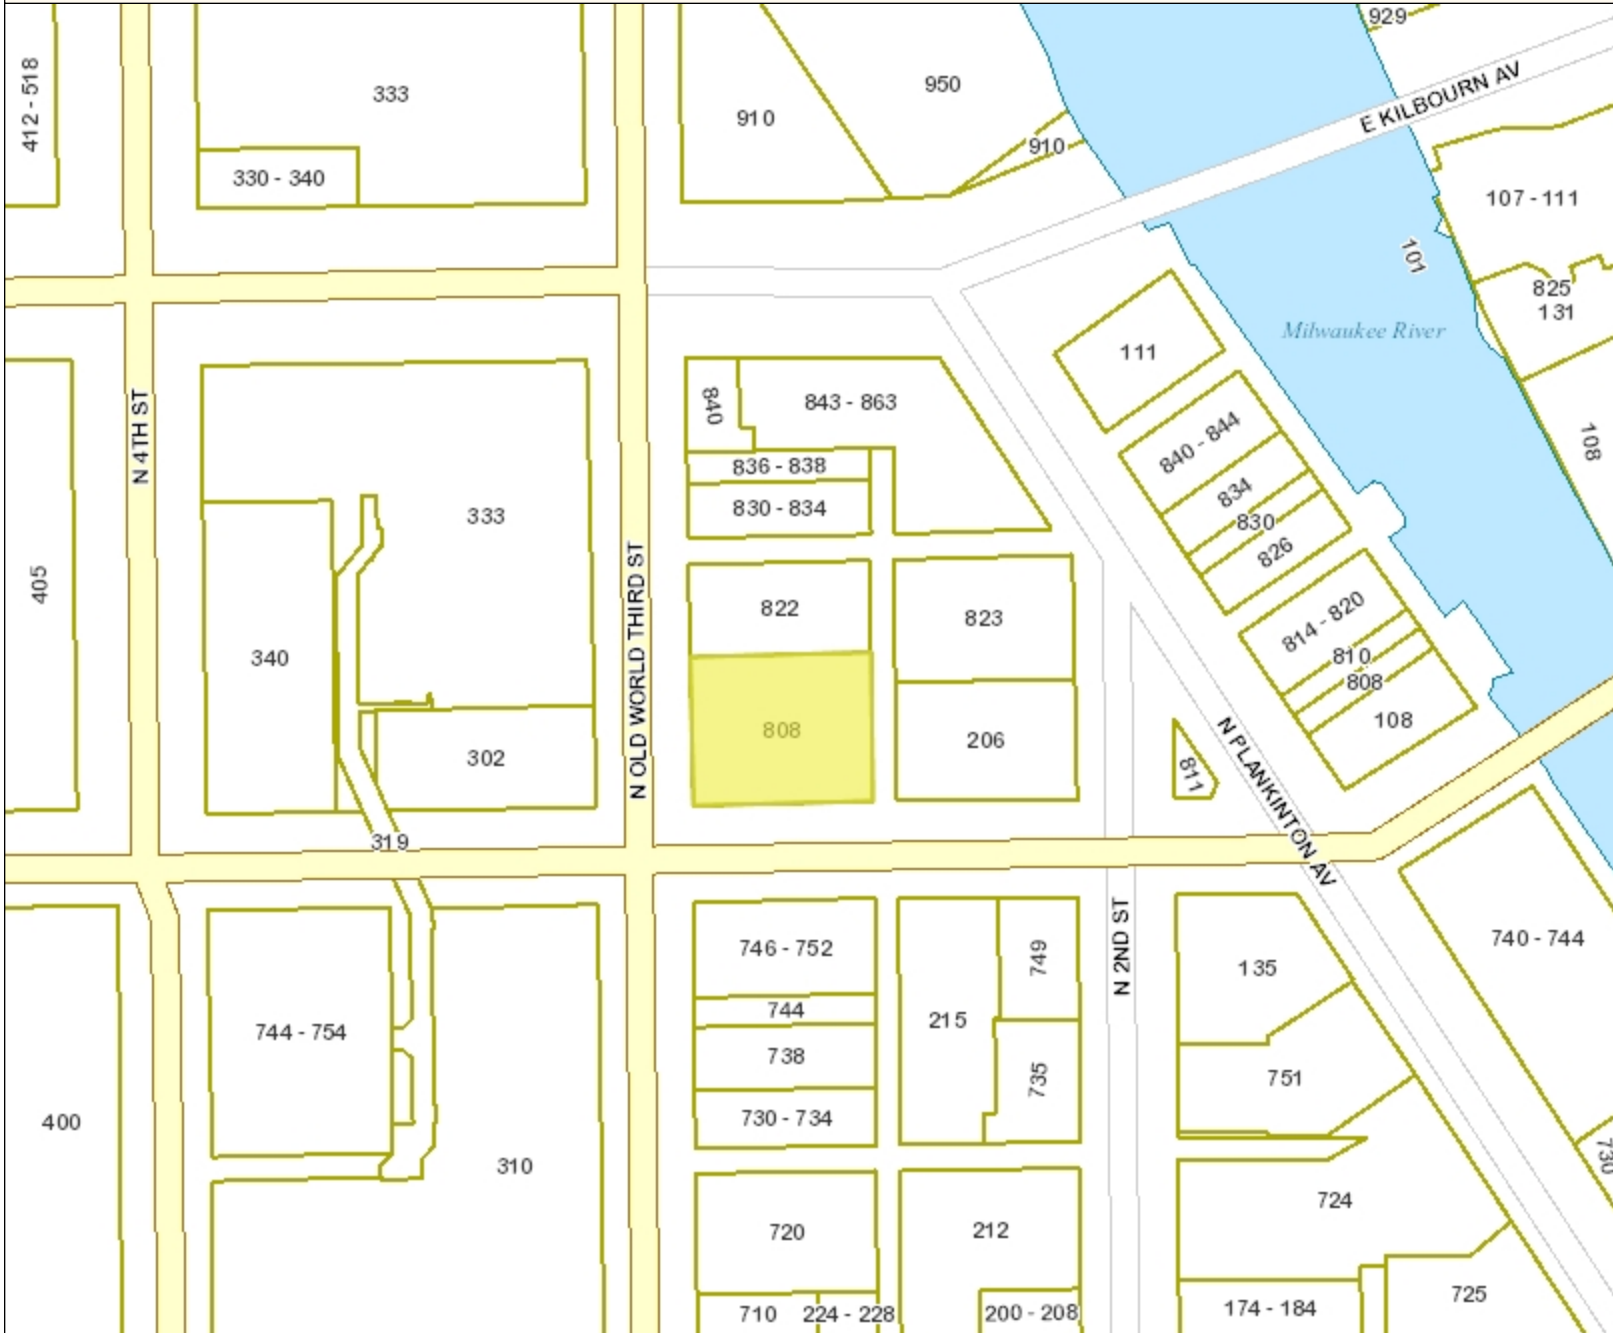 929
412 - 518
333
950
E KILBOURN AV
910
910
330 - 340
107 - 111
101
825
131
Milwaukee River
111
N 4TH ST
840
843 - 863
840 - 844
108
836 - 838
834
830 - 834
333
830
826
405
N OLD WORLD THIRD ST
822
823
814 - 820
340
810
808
808
206
108
302
N PLANKINTON AV
811
319
746 - 752
749
N 2ND ST
135
740 - 744
744
215
744 - 754
738
735
751
730 - 734
400
310
730
724
720
212
710
224 - 228
200 - 208
174 - 184
725